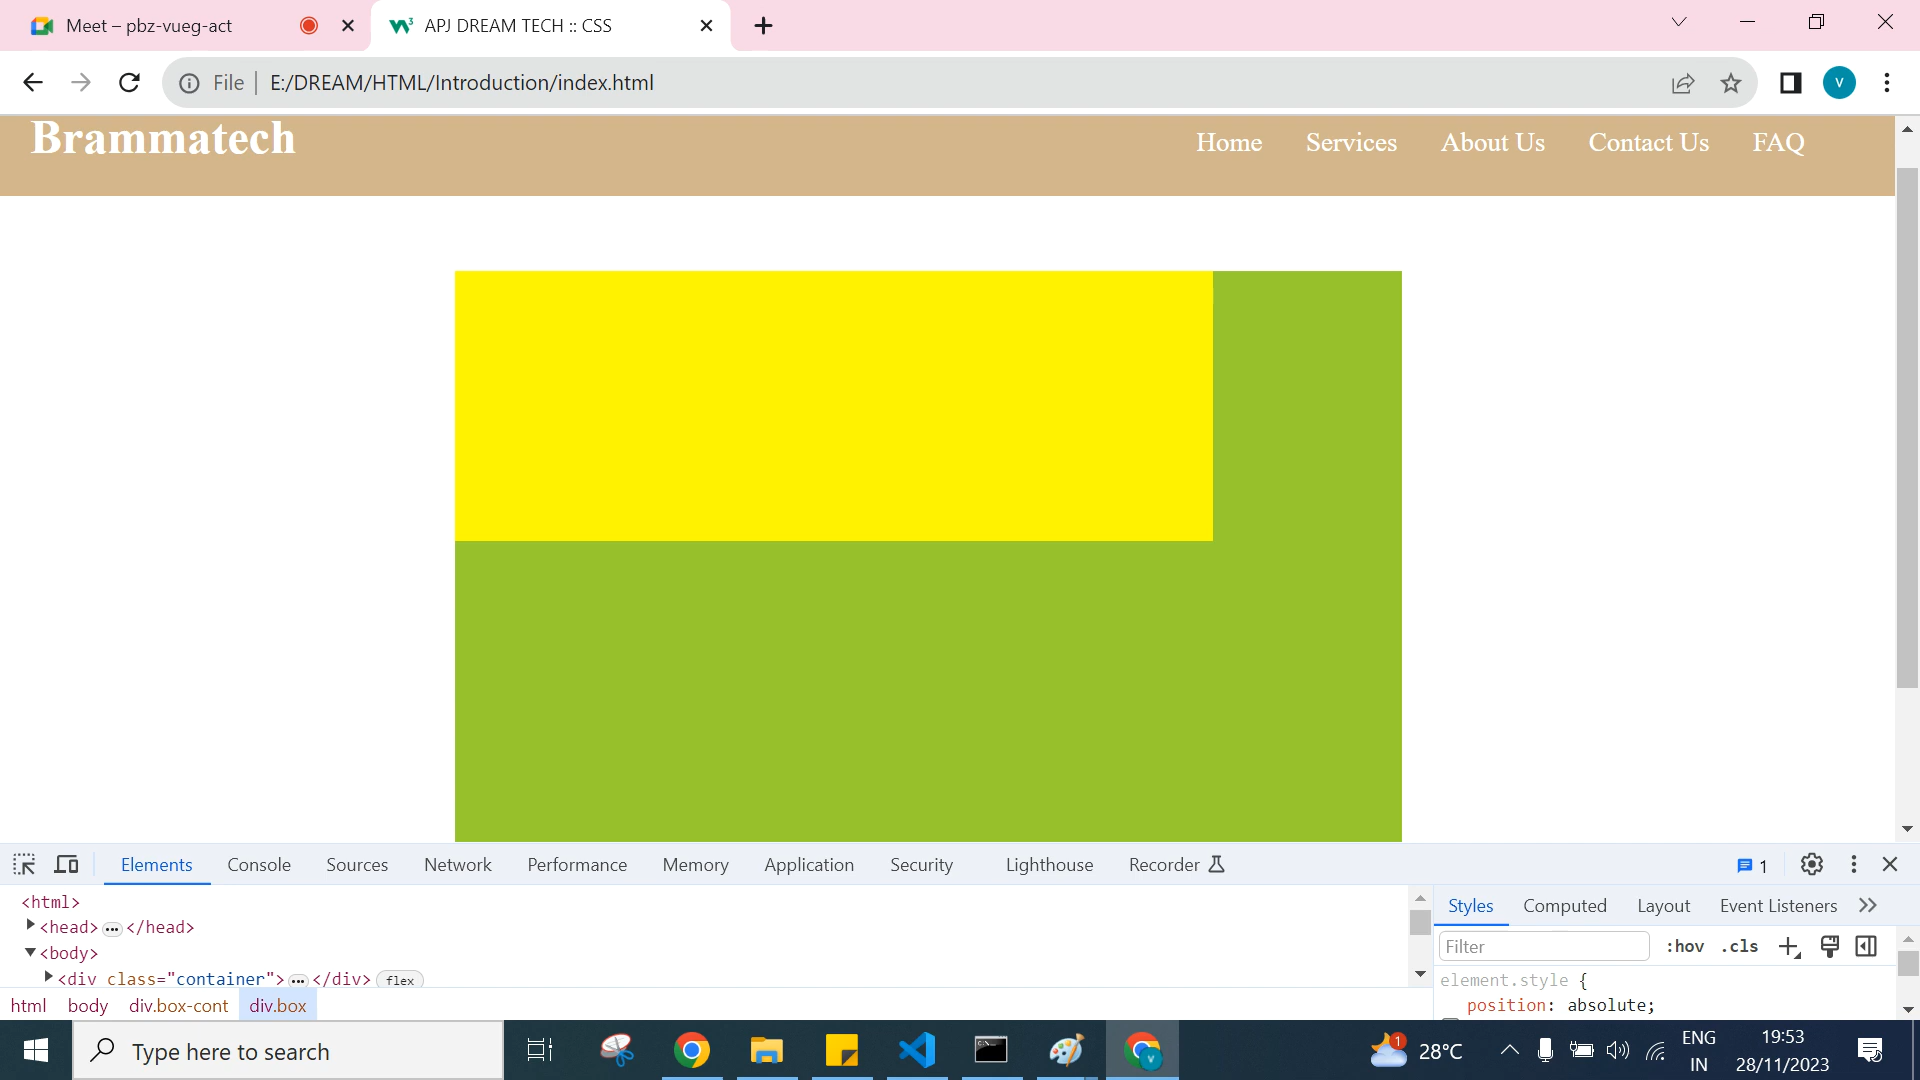 Meet – pbz-vueg-act
APJ DREAM TECH :: CSS
File
E:/DREAM/HTML/Introduction/index.html
V
Brammatech
Home
Services
About Us
Contact Us
FAQ
Elements
Console
Sources
Network
Performance
Memory
Application
Security
Lighthouse
Recorder
1
<html>
<head> … </head>
<body>
<div class="container"> … </div> flex
html
body
div.box-cont
div.box
Styles
Computed
Layout
Event Listeners
Filter
:hov
.cls
element.style {
position: absolute;
Type here to search
V
1
28°C
ENG
IN
19:53
28/11/2023